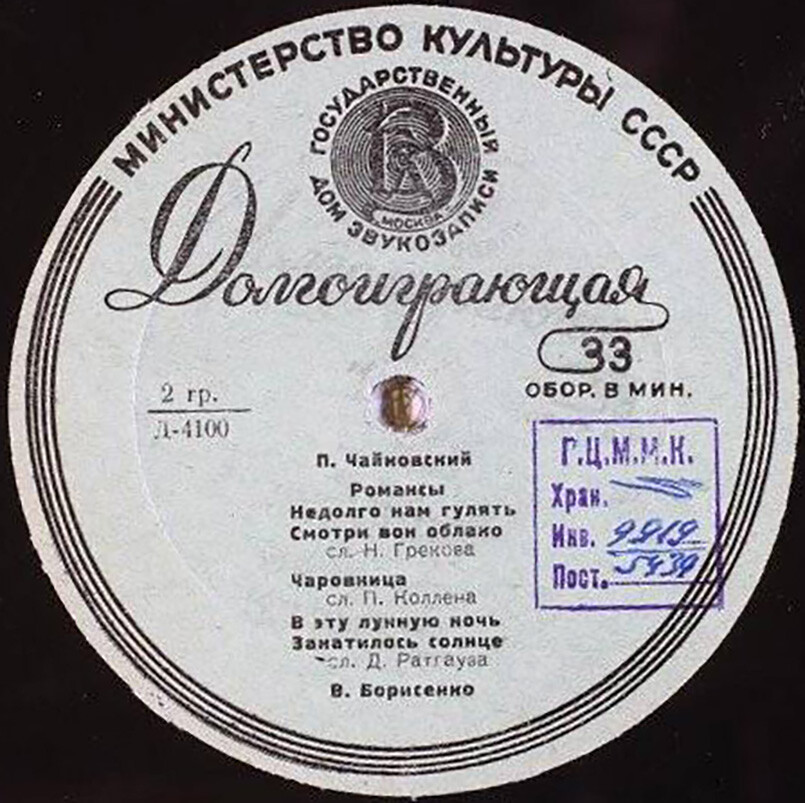 МИНИСТЕРСТВО КУЛЬТУРЫ СССР
ГОСУДАРСТВЕННЫЙ
ДОМ ЗВУКОЗАПИСИ
МОСКВА
Долгоиграющая
33
ОБОР. В МИН.
2 гр.
Д-4100
П. Чайковский
Романсы
Недолго нам гулять
Смотри вон облако
сл. Н. Грекова
Чаровница
сл. П. Коллена
В эту лунную ночь
Закатилось солнце
сл. Д. Ратгауза
В. Борисенко
Г.Ц.М.М.К.
Хран.
Инв. 9919
Пост. 5439